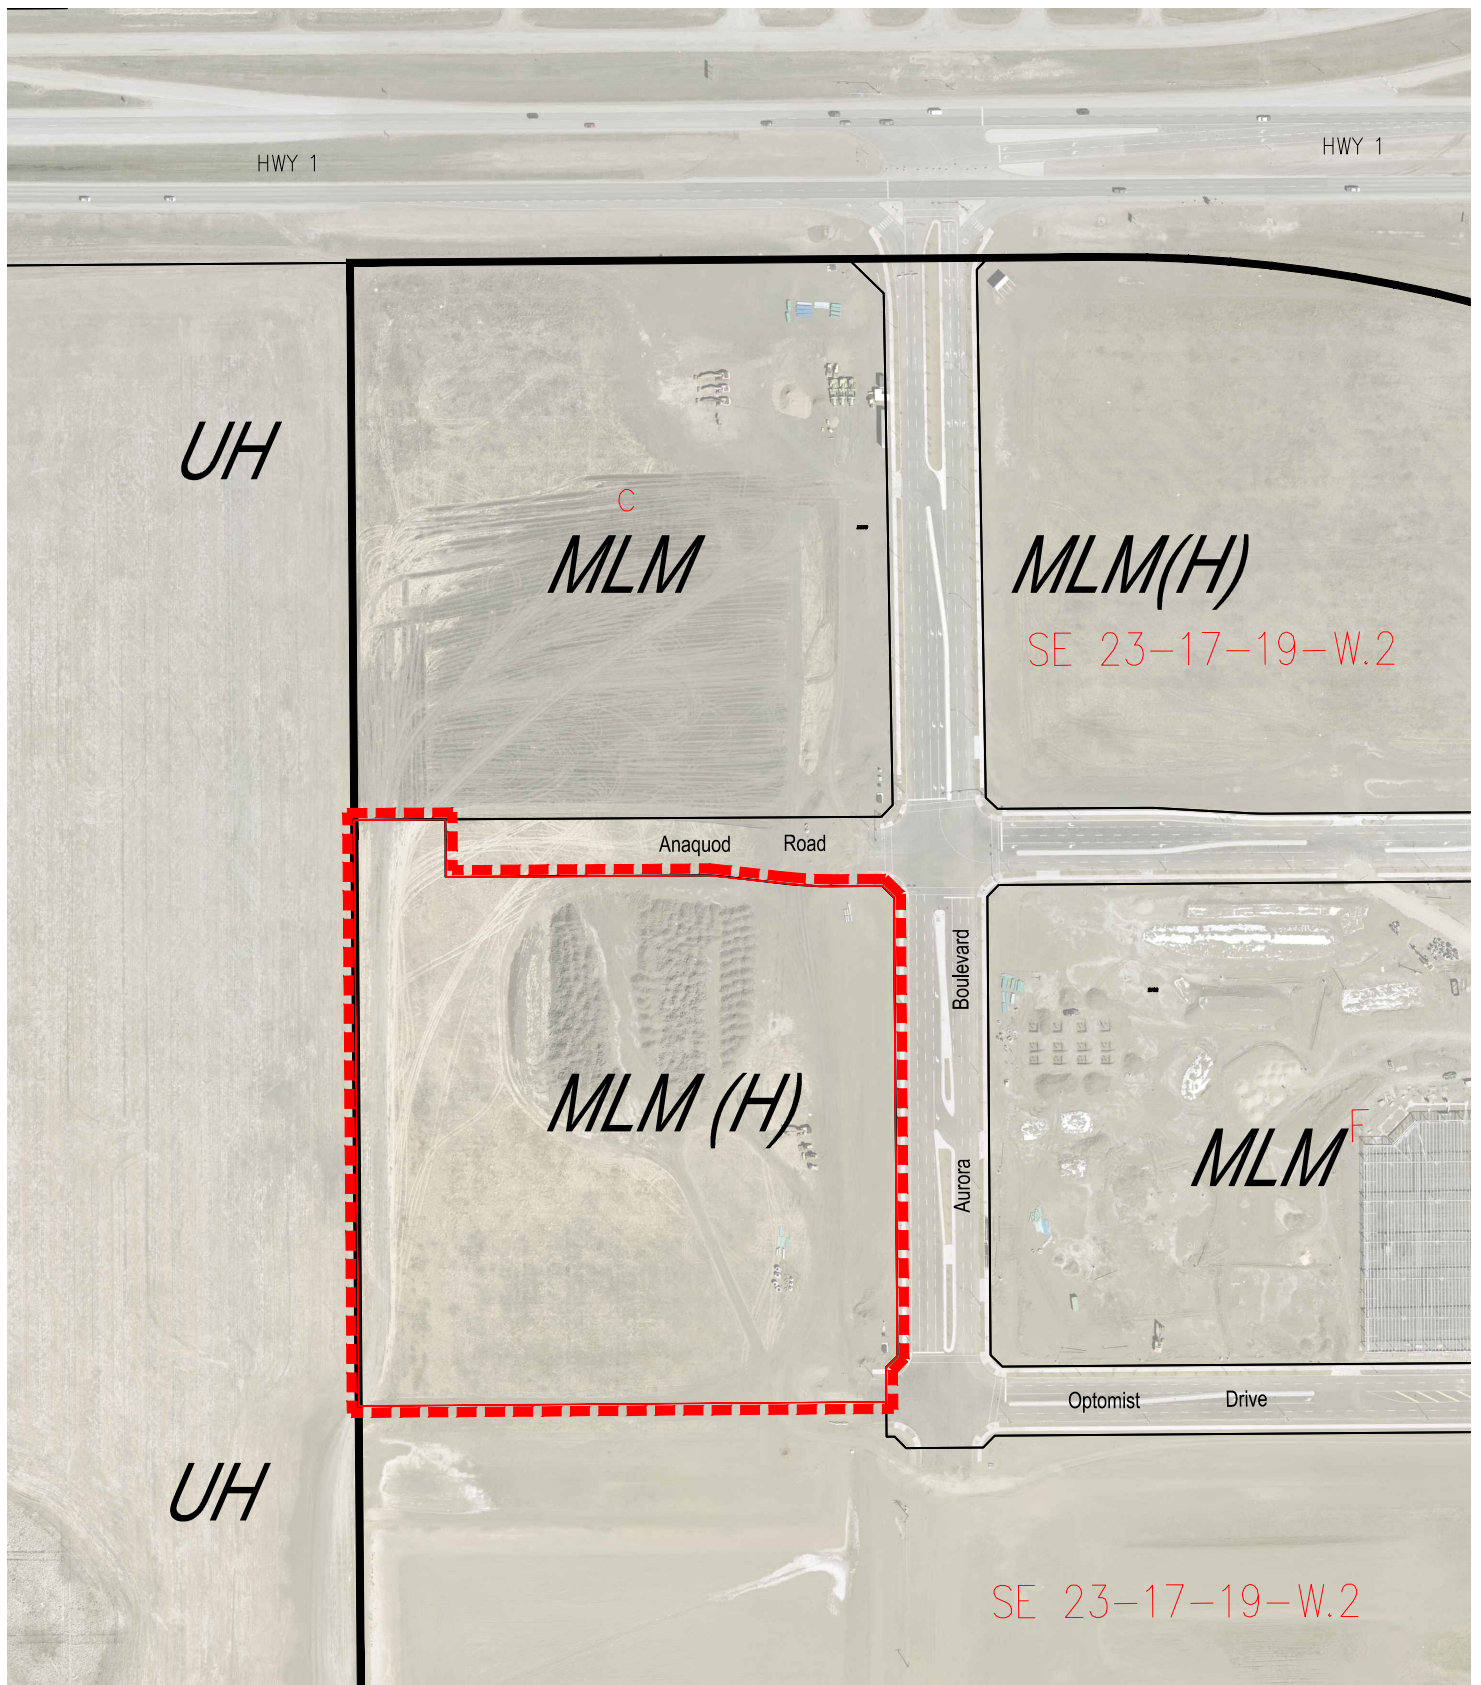 HWY 1
HWY 1
UH
C
MLM
MLM(H)
SE 23-17-19-W.2
Anaquod Road
Boulevard
MLM (H)
F
MLM
Aurora
Optomist Drive
UH
SE 23-17-19-W.2